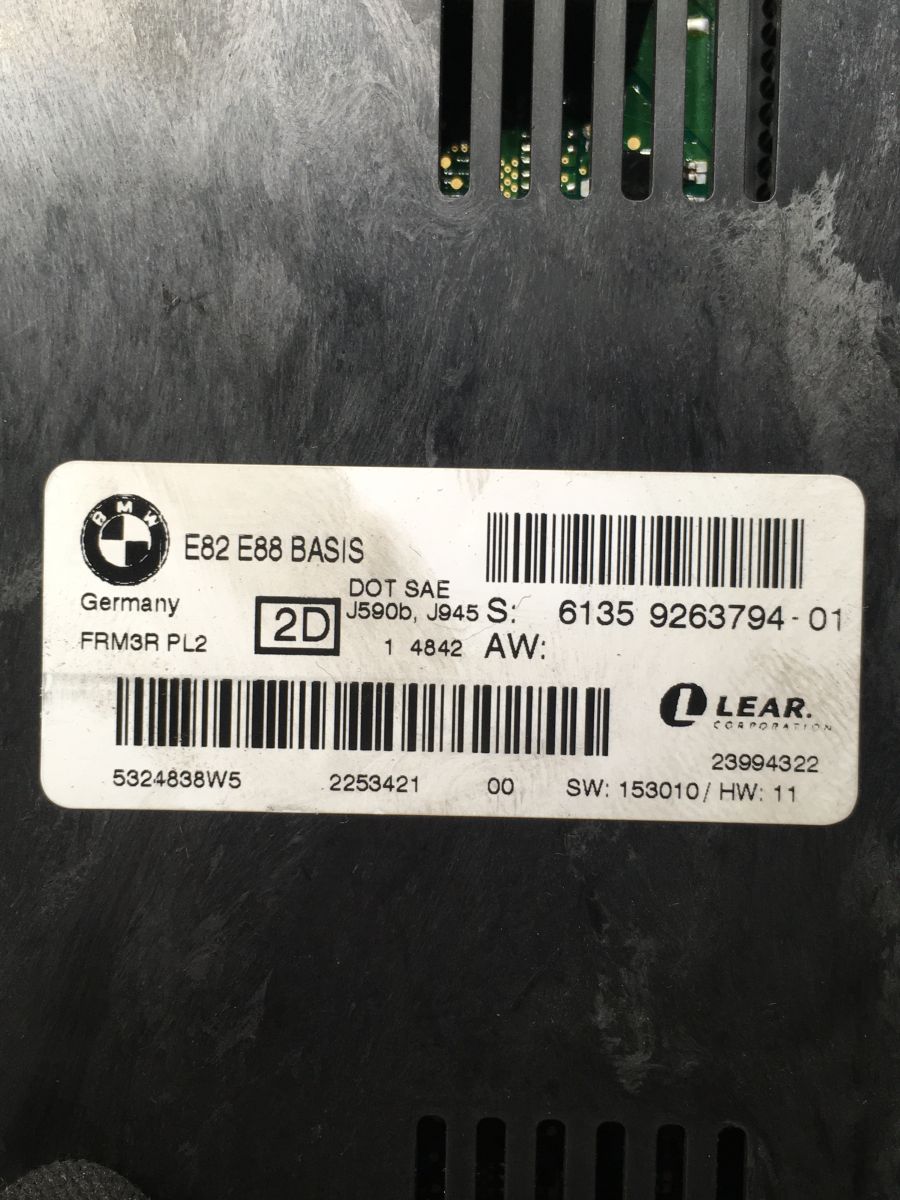 BMW
E82 E88 BASIS
Germany
DOT SAE
J590b, J945
S: 6135 9263794-01
FRM3R PL2
2D
1 4842
AW:
L LEAR.
CORPORATION
23994322
5324838W5 2253421 00 SW: 153010/ HW: 11